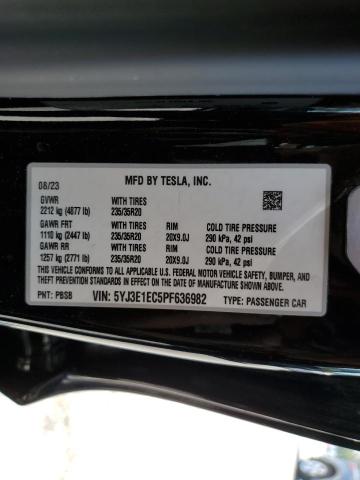 MFD BY TESLA, INC.
08/23
GVWR WITH TIRES
2212 kg (4877 lb) 235/35R20
GAWR FRT WITH TIRES RIM COLD TIRE PRESSURE
1110 kg (2447 lb) 235/35R20 20X9.0J 290 kPa, 42 psi
GAWR RR WITH TIRES RIM COLD TIRE PRESSURE
1257 kg (2771 lb) 235/35R20 20X9.0J 290 kPa, 42 psi
THIS VEHICLE CONFORMS TO ALL APPLICABLE FEDERAL MOTOR VEHICLE SAFETY, BUMPER, AND
THEFT PREVENTION STANDARDS IN EFFECT ON THE DATE OF MANUFACTURE SHOWN ABOVE.
PNT: PBSB VIN: 5YJ3E1EC5PF636982 TYPE: PASSENGER CAR